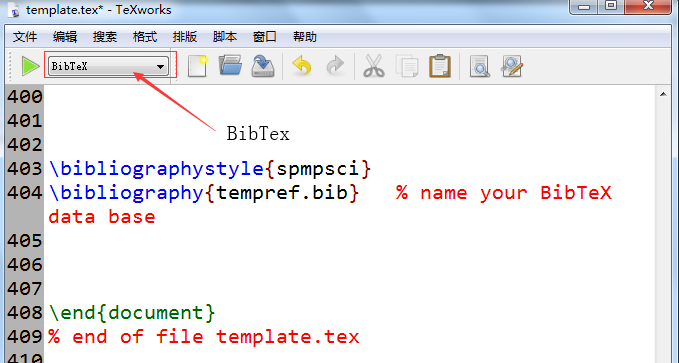 template.tex* - TeXworks
文件 编辑 搜索 格式 排版 脚本 窗口 帮助
BibTeX
400
401
BibTex
402
403 \bibliographystyle{spmpsci}
404 \bibliography{tempref.bib} % name your BibTeX
data base
405
406
407
408 \end{document}
409 % end of file template.tex
410